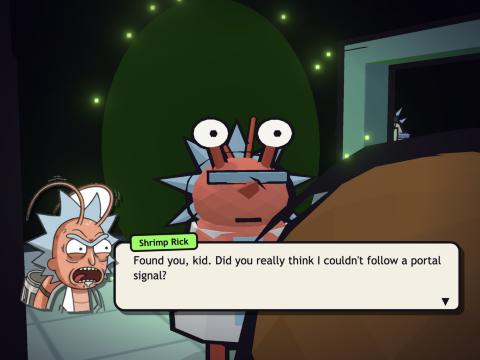 Shrimp Rick
Found you, kid. Did you really think I couldn't follow a portal
signal?